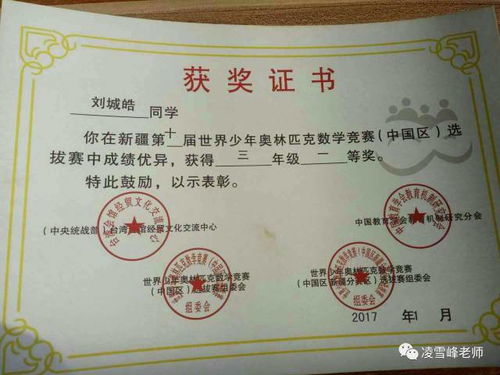 获奖证书
刘城皓 同学
你在新疆第十届世界少年奥林匹克数学竞赛（中国区）选
拔赛中成绩优异，获得 三 年级 二 等奖。
特此鼓励，以示表彰。
（中央统战部）台湾会馆经贸文化交流中心
中国教育学会教育机制研究分会
世界少年奥林匹克数学竞赛
（中国区）选拔赛组委会
世界少年奥林匹克数学竞赛
（中国区新疆分赛区）选拔赛组委会
2017 年1 月
凌雪峰老师